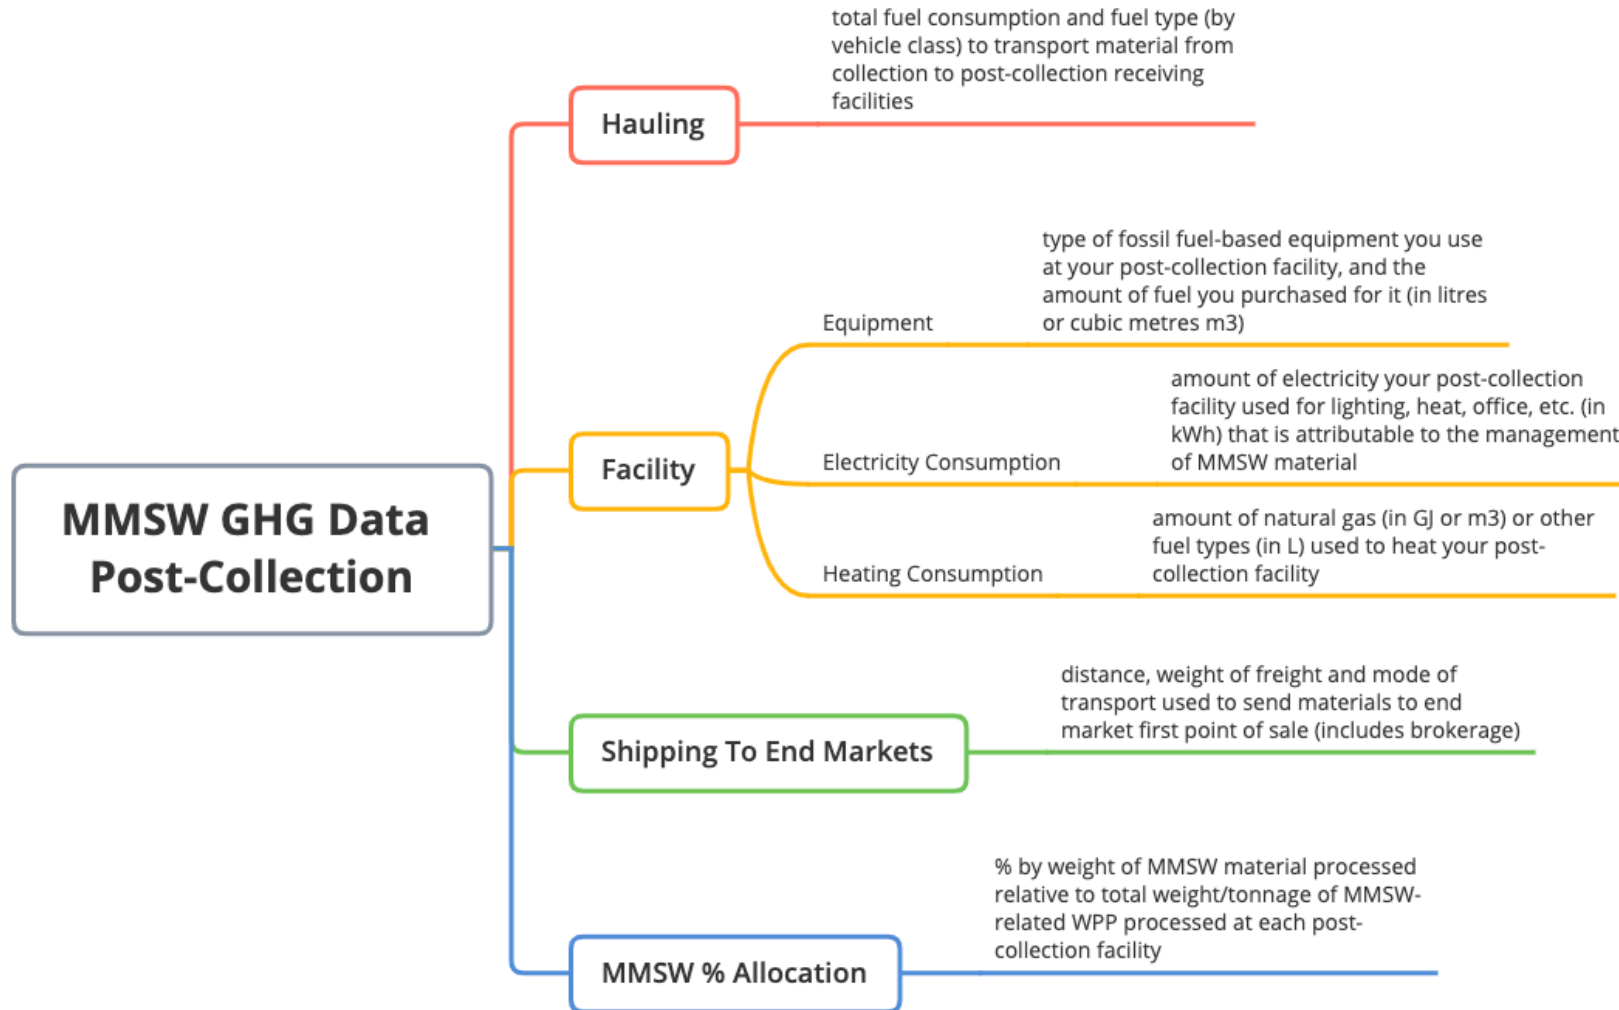 MMSW GHG Data
Post-Collection
Hauling
total fuel consumption and fuel type (by
vehicle class) to transport material from
collection to post-collection receiving
facilities
Facility
Equipment
type of fossil fuel-based equipment you use
at your post-collection facility, and the
amount of fuel you purchased for it (in litres
or cubic metres m3)
Electricity Consumption
amount of electricity your post-collection
facility used for lighting, heat, office, etc. (in
kWh) that is attributable to the management
of MMSW material
Heating Consumption
amount of natural gas (in GJ or m3) or other
fuel types (in L) used to heat your post-
collection facility
Shipping To End Markets
distance, weight of freight and mode of
transport used to send materials to end
market first point of sale (includes brokerage)
MMSW % Allocation
% by weight of MMSW material processed
relative to total weight/tonnage of MMSW-
related WPP processed at each post-
collection facility